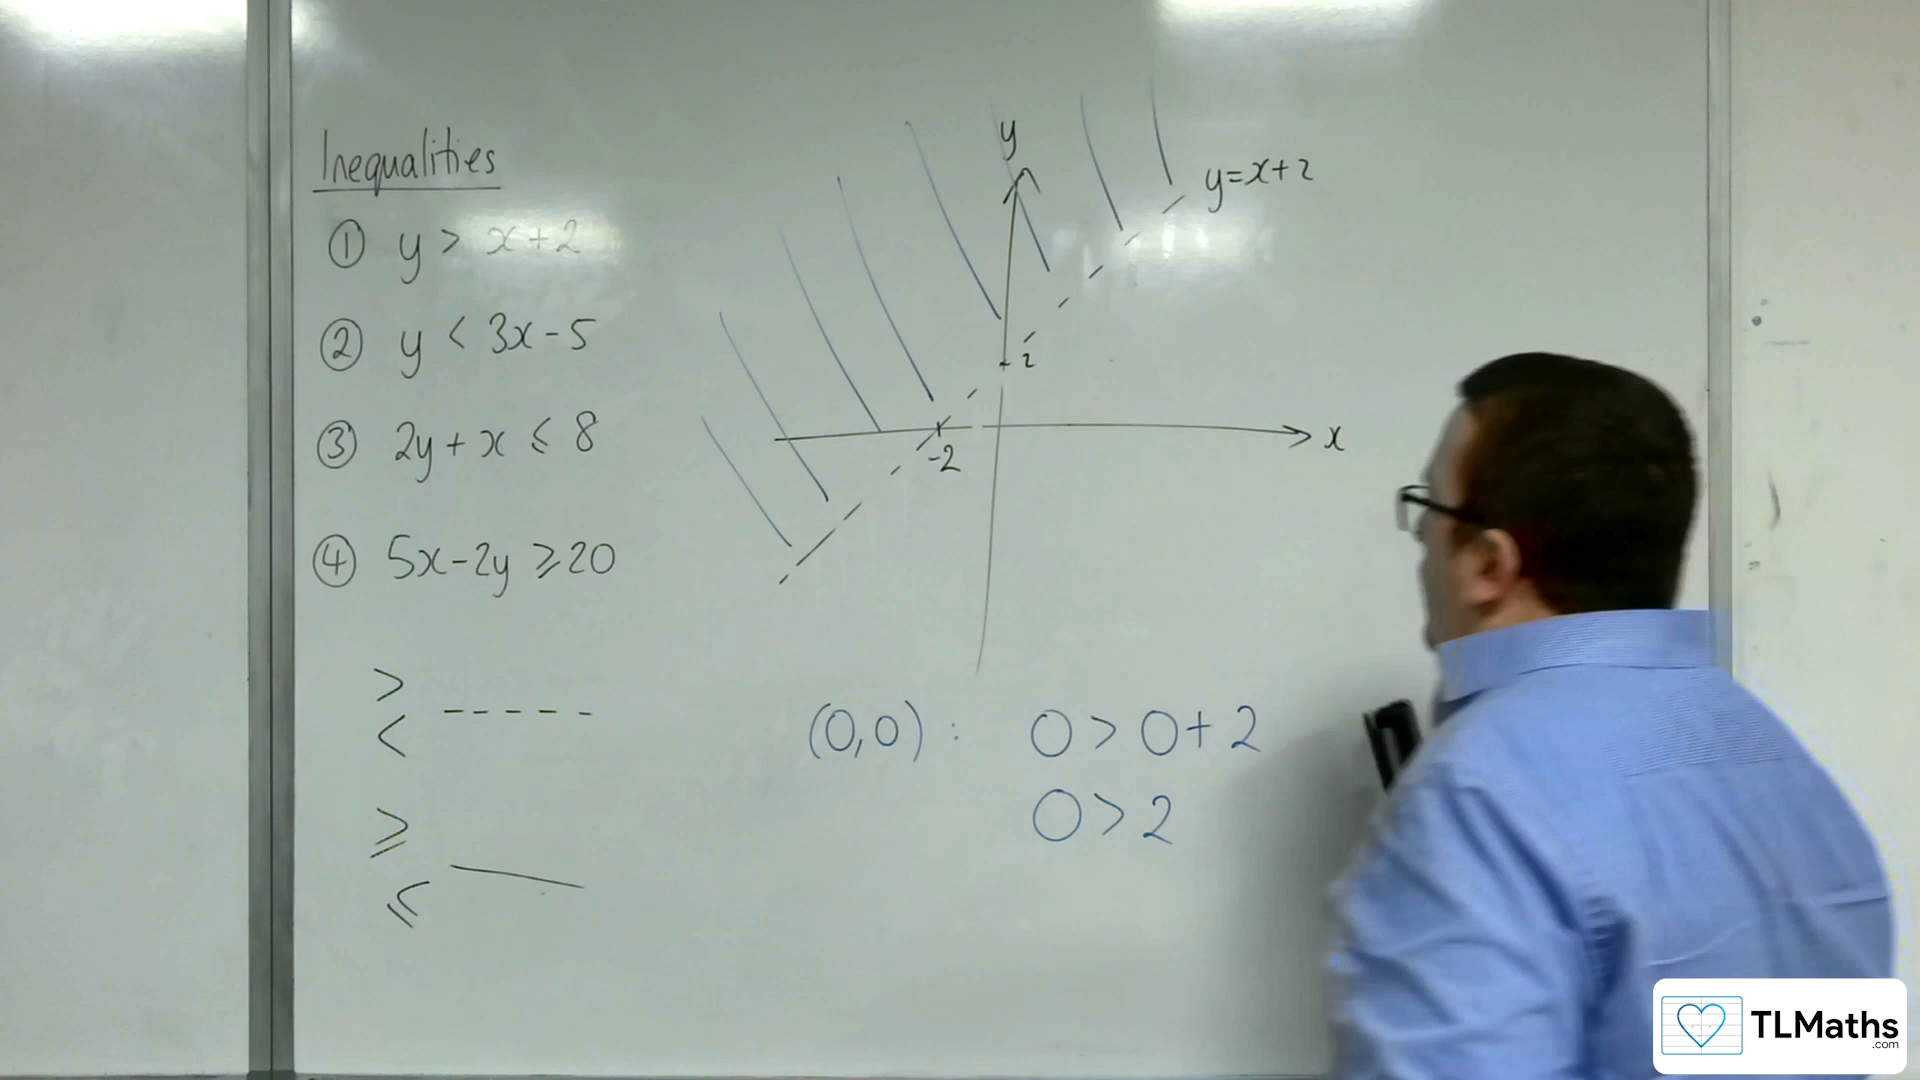 Inequalities
① y > x + 2
② y < 3x - 5
③ 2y + x ⩽ 8
④ 5x - 2y ⩾ 20
>
<
⩾
⩽
y
y = x + 2
2
x
-2
(0,0) : 0 > 0 + 2
0 > 2
TLMaths
.com